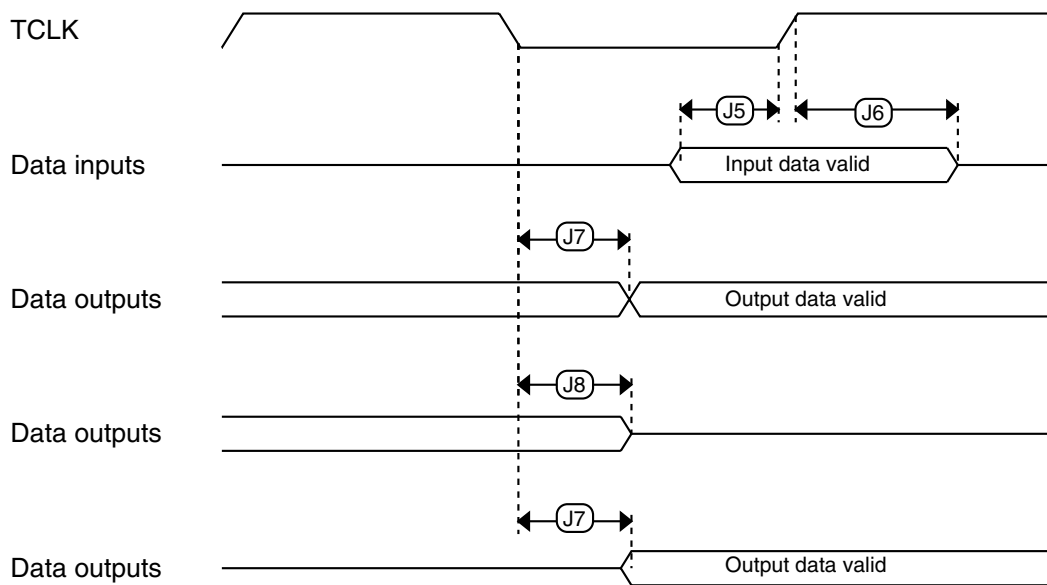 TCLK
J5
J6
Data inputs
Input data valid
J7
Data outputs
Output data valid
J8
Data outputs
J7
Data outputs
Output data valid